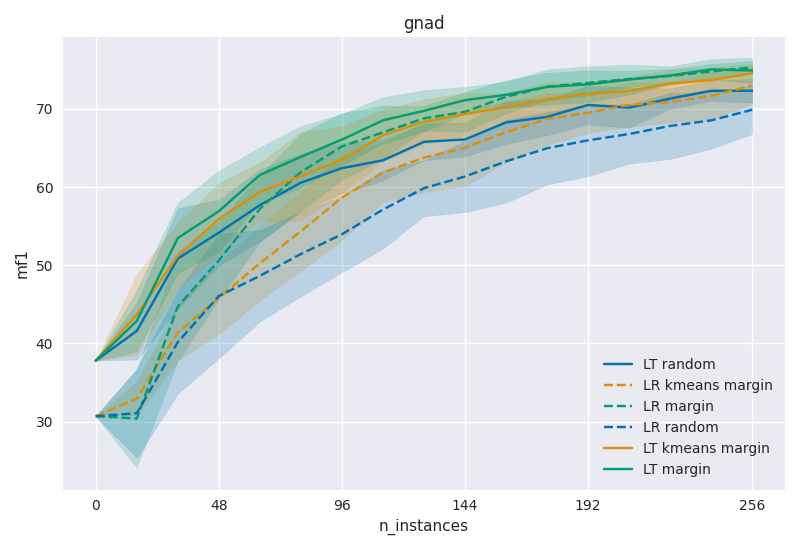 gnad
mf1
70
60
50
40
30
LT random
LR kmeans margin
LR margin
LR random
LT kmeans margin
LT margin
0 48 96 144 192 256
n_instances